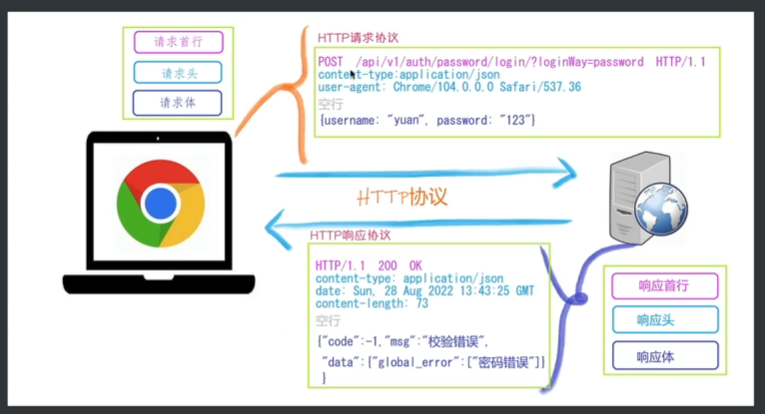 请求首行
请求头
请求体
HTTP请求协议
POST /api/v1/auth/password/login/?loginWay=password HTTP/1.1
content-type:application/json
user-agent: Chrome/104.0.0.0 Safari/537.36
空行
{username: "yuan", password: "123"}
HTTP协议
HTTP响应协议
HTTP/1.1 200 OK
content-type: application/json
date: Sun, 28 Aug 2022 13:43:25 GMT
content-length: 73
空行
{"code":-1,"msg":"校验错误",
"data":{"global_error":["密码错误"]}
}
响应首行
响应头
响应体